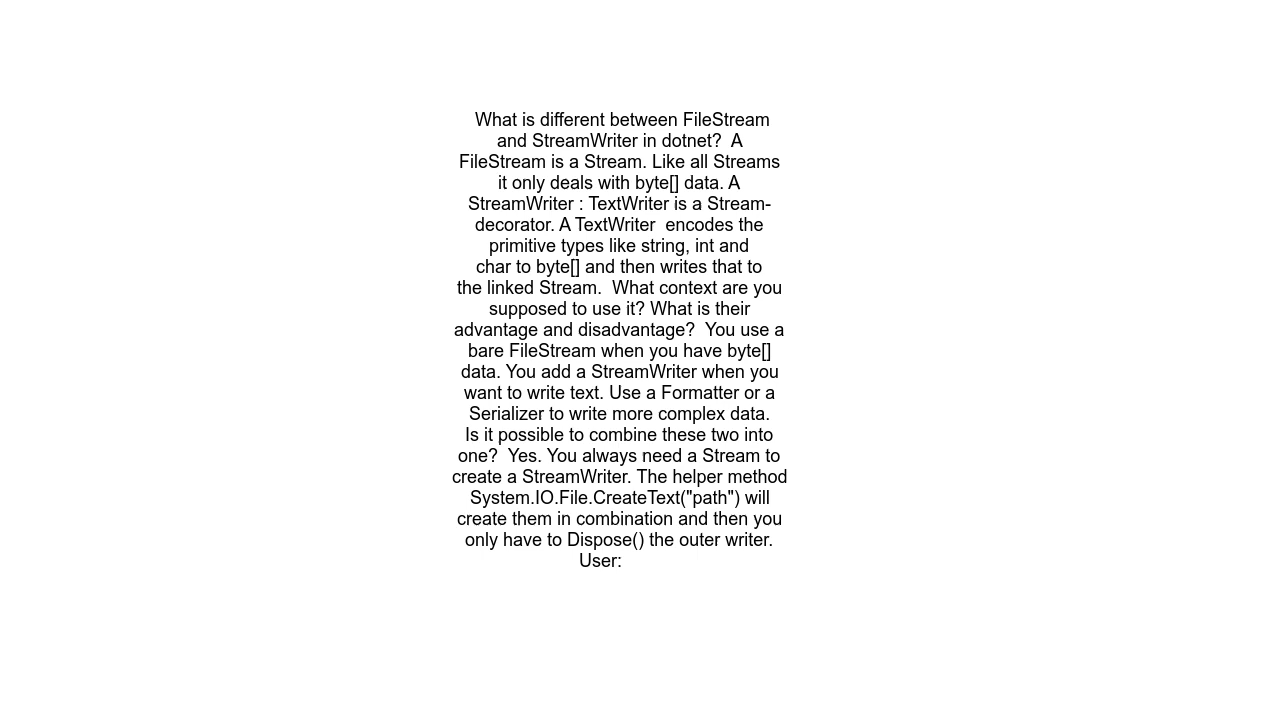 What is different between FileStream
and StreamWriter in dotnet?  A
FileStream is a Stream. Like all Streams
it only deals with byte[] data. A
StreamWriter : TextWriter is a Stream-
decorator. A TextWriter  encodes the
primitive types like string, int and
char to byte[] and then writes that to
the linked Stream.  What context are you
supposed to use it? What is their
advantage and disadvantage?  You use a
bare FileStream when you have byte[]
data. You add a StreamWriter when you
want to write text. Use a Formatter or a
Serializer to write more complex data.
Is it possible to combine these two into
one?  Yes. You always need a Stream to
create a StreamWriter. The helper method
System.IO.File.CreateText("path") will
create them in combination and then you
only have to Dispose() the outer writer.
User: